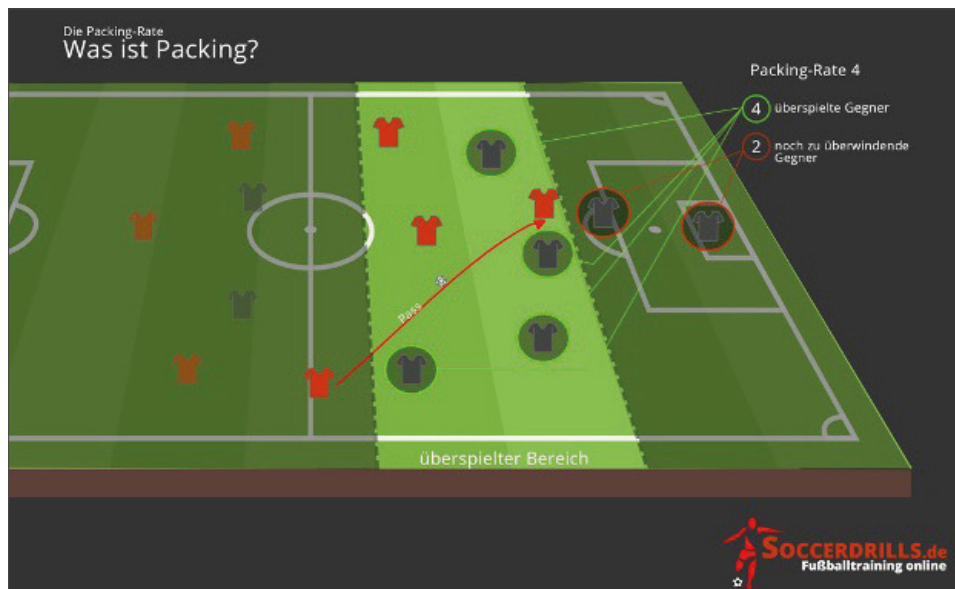 Die Packing-Rate
Was ist Packing?
Packing-Rate 4
4 überspielte Gegner
2 noch zu überwindende
Gegner
Pass
überspielter Bereich
SOCCERDRILLS.de
Fußballtraining online